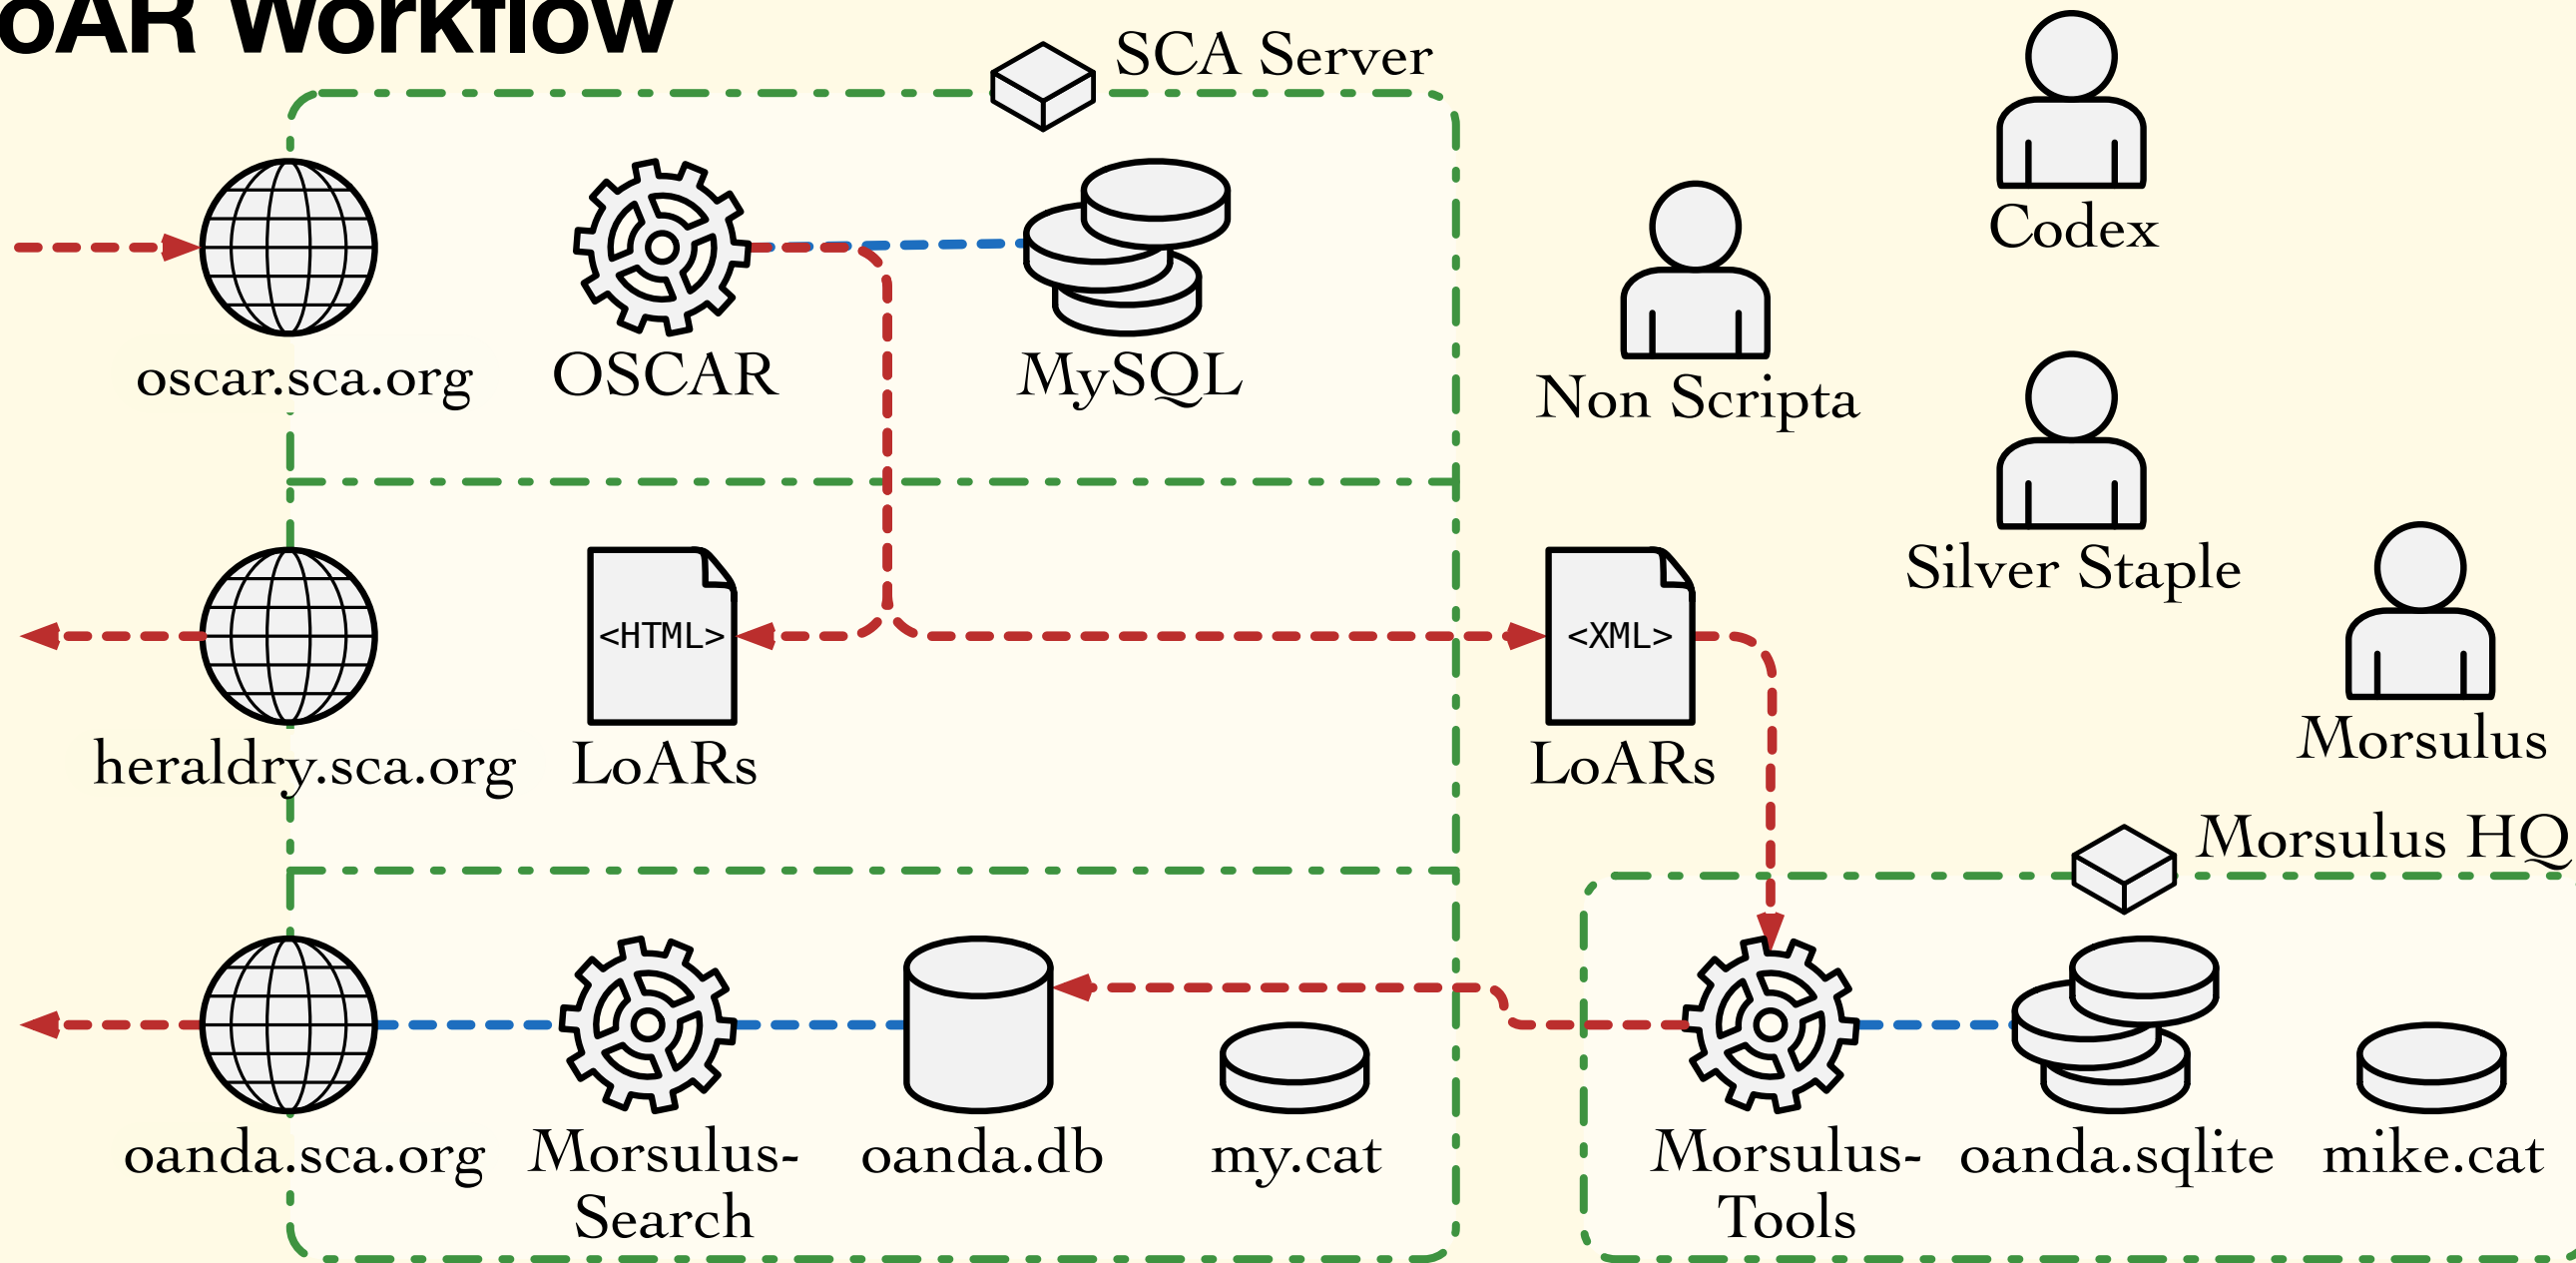 oAR Workflow
SCA Server
Codex
oscar.sca.org
OSCAR
MySQL
Non Scripta
Silver Staple
<HTML>
<XML>
heraldry.sca.org
LoARs
LoARs
Morsulus
Morsulus HQ
oanda.sca.org
Morsulus-
Search
oanda.db
my.cat
Morsulus-
Tools
oanda.sqlite
mike.cat